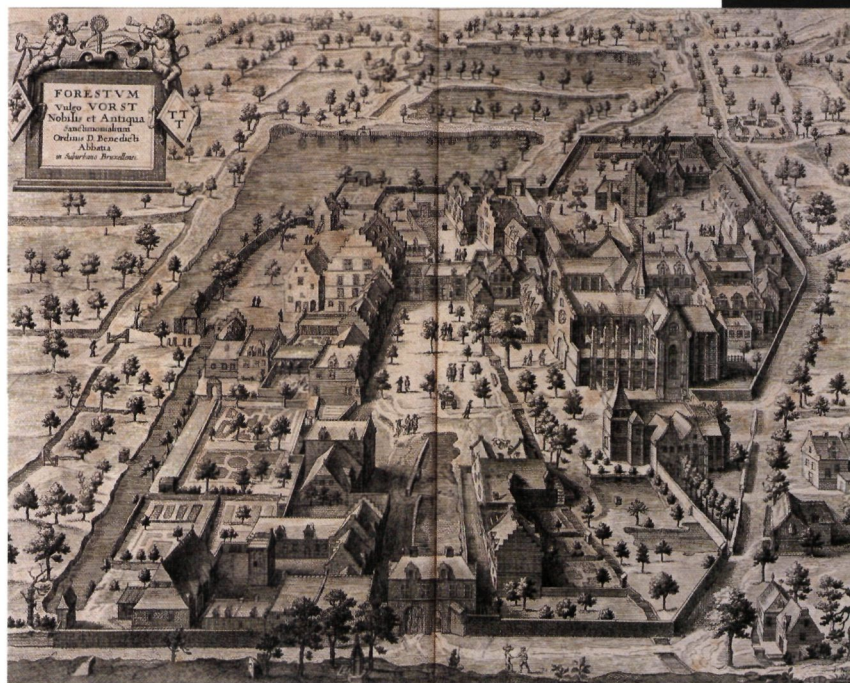 FORESTVM
Vulgo VORST
Nobilis et Antiqua
Sanctimonialium
Ordinis D. Benedicti
Abbatia
in Suburbano Bruxellensi.
T T
T